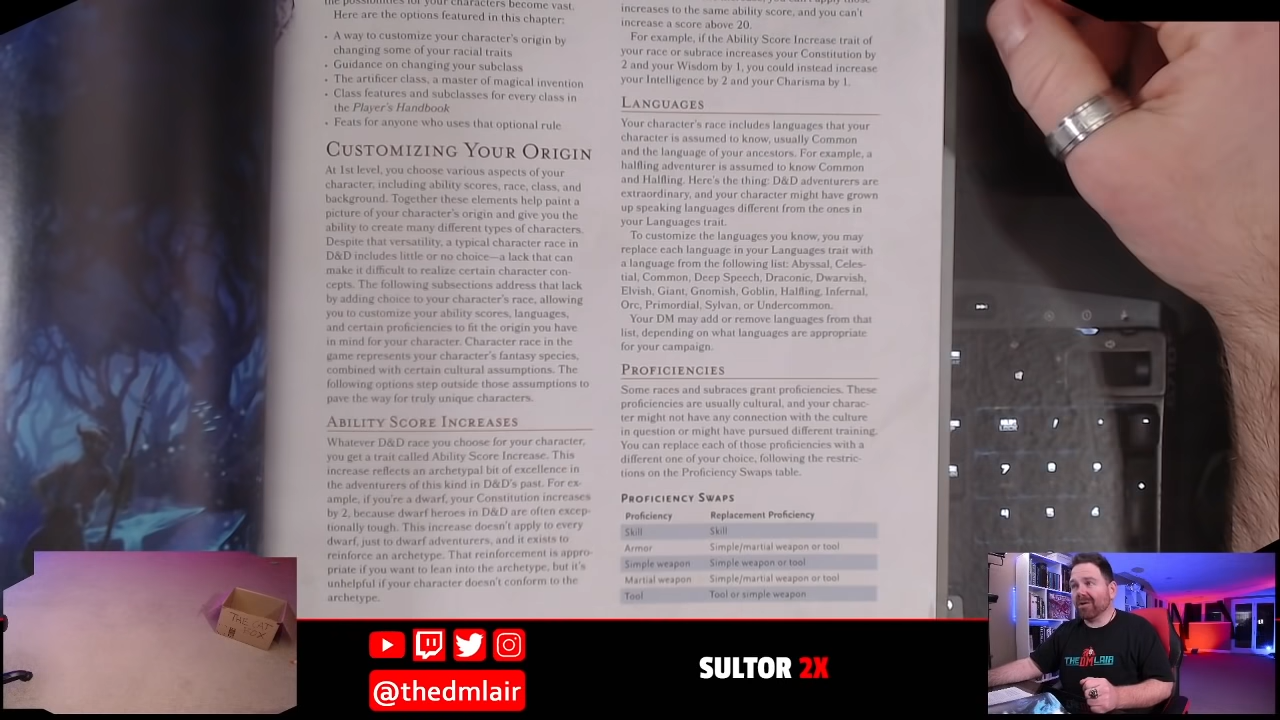 the possibilities for your characters become vast.
Here are the options featured in this chapter:
• A way to customize your character's origin by
changing some of your racial traits
• Guidance on changing your subclass
• The artificer class, a master of magical invention
• Class features and subclasses for every class in
the Player's Handbook
• Feats for anyone who uses that optional rule
Customizing Your Origin
At 1st level, you choose various aspects of your
character, including ability scores, race, class, and
background. Together these elements help paint a
picture of your character's origin and give you the
ability to create many different types of characters.
Despite that versatility, a typical character race in
D&D includes little or no choice—a lack that can
make it difficult to realize certain character con-
cepts. The following subsections address that lack
by adding choice to your character's race, allowing
you to customize your ability scores, languages,
and certain proficiencies to fit the origin you have
in mind for your character. Character race in the
game represents your character's fantasy species,
combined with certain cultural assumptions. The
following options step outside those assumptions to
pave the way for truly unique characters.
Ability Score Increases
Whatever D&D race you choose for your character,
you get a trait called Ability Score Increase. This
increase reflects an archetypal bit of excellence in
the adventurers of this kind in D&D's past. For ex-
ample, if you're a dwarf, your Constitution increases
by 2, because dwarf heroes in D&D are often excep-
tionally tough. This increase doesn't apply to every
dwarf, just to dwarf adventurers, and it exists to
reinforce an archetype. That reinforcement is appro-
priate if you want to lean into the archetype, but it's
unhelpful if your character doesn't conform to the
archetype.
increases to the same ability score, and you can't
increase a score above 20.
For example, if the Ability Score Increase trait of
your race or subrace increases your Constitution by
2 and your Wisdom by 1, you could instead increase
your Intelligence by 2 and your Charisma by 1.
Languages
Your character's race includes languages that your
character is assumed to know, usually Common
and the language of your ancestors. For example, a
halfling adventurer is assumed to know Common
and Halfling. Here's the thing: D&D adventurers are
extraordinary, and your character might have grown
up speaking languages different from the ones in
your Languages trait.
To customize the languages you know, you may
replace each language in your Languages trait with
a language from the following list: Abyssal, Celes-
tial, Common, Deep Speech, Draconic, Dwarvish,
Elvish, Giant, Gnomish, Goblin, Halfling, Infernal,
Orc, Primordial, Sylvan, or Undercommon.
Your DM may add or remove languages from that
list, depending on what languages are appropriate
for your campaign.
Proficiencies
Some races and subraces grant proficiencies. These
proficiencies are usually cultural, and your charac-
ter might not have any connection with the culture
in question or might have pursued different training.
You can replace each of those proficiencies with a
different one of your choice, following the restric-
tions on the Proficiency Swaps table.
Proficiency Swaps
Proficiency Replacement Proficiency
Skill Skill
Armor Simple/martial weapon or tool
Simple weapon Simple weapon or tool
Martial weapon Simple/martial weapon or tool
Tool Tool or simple weapon
7 8 9
4 5 6
THE CAT
BOX
@thedmlair
SULTOR 2X
THEDMLAIR